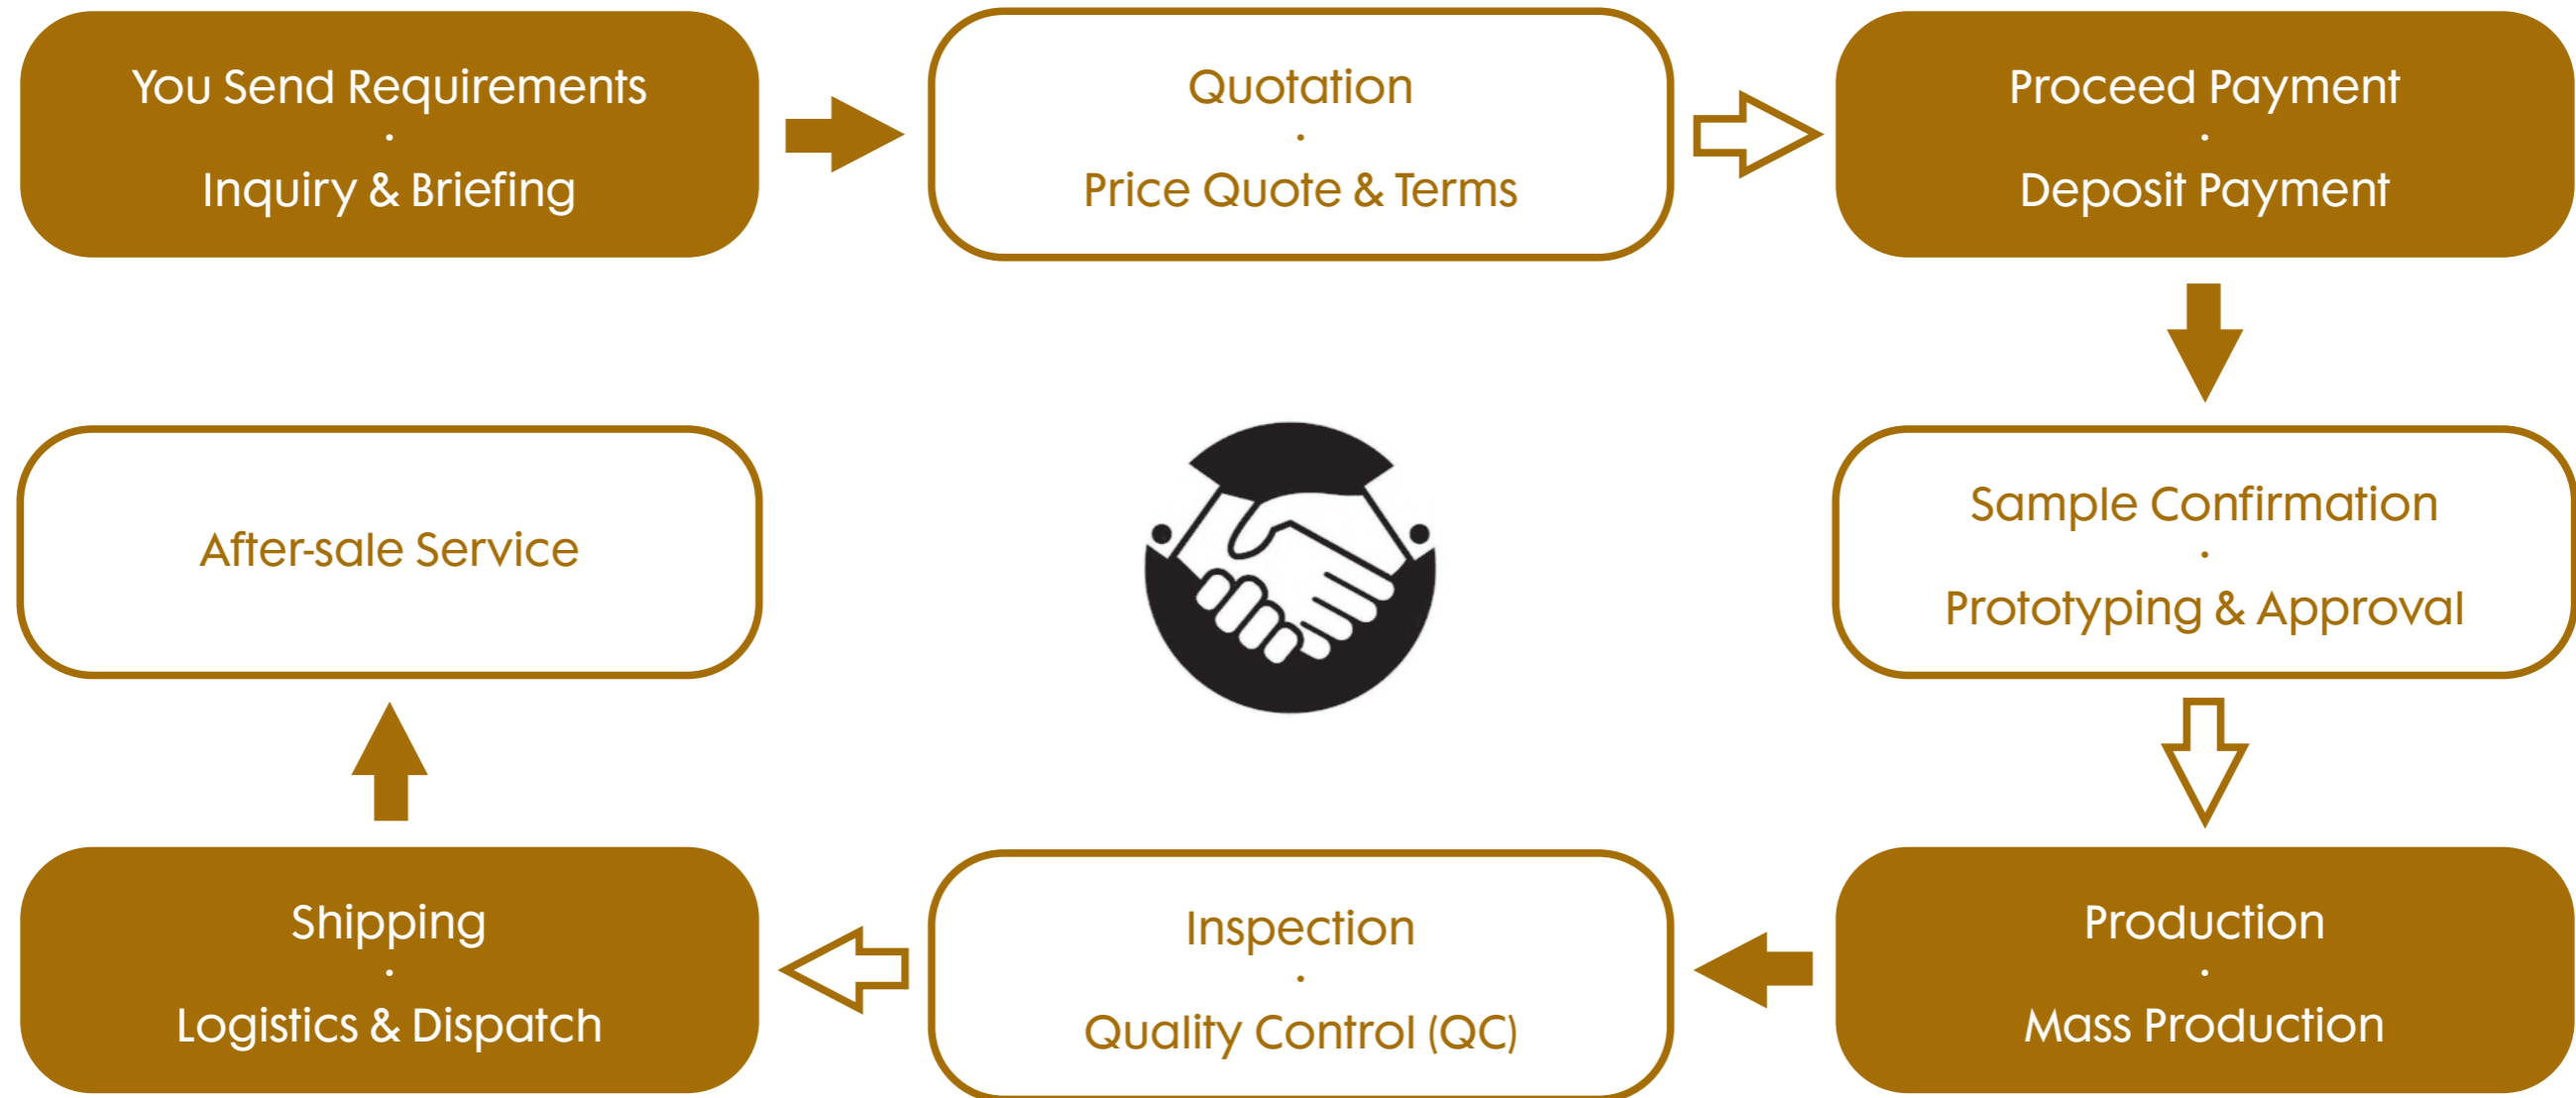 You Send Requirements
·
Inquiry & Briefing
Quotation
·
Price Quote & Terms
Proceed Payment
·
Deposit Payment
Sample Confirmation
·
Prototyping & Approval
Production
·
Mass Production
Inspection
·
Quality Control (QC)
Shipping
·
Logistics & Dispatch
After-sale Service